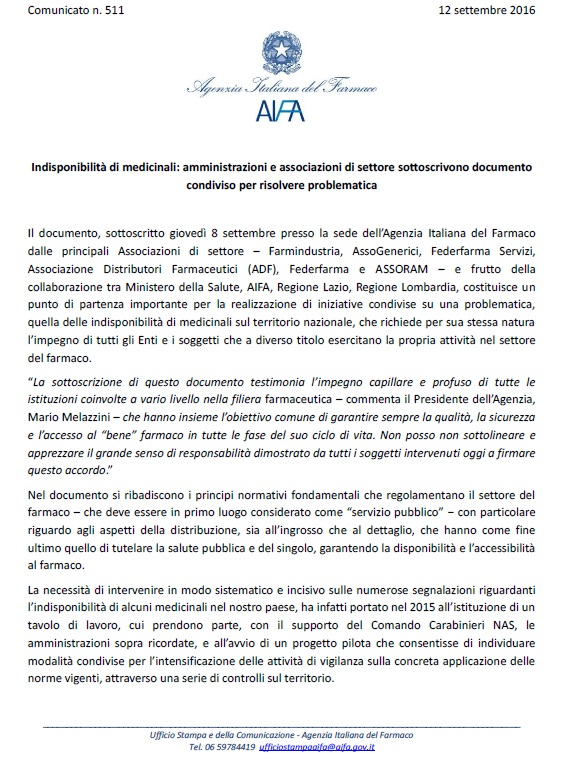 Comunicato n. 511 12 settembre 2016
Agenzia Italiana del Farmaco
AIFA
Indisponibilità di medicinali: amministrazioni e associazioni di settore sottoscrivono documento
condiviso per risolvere problematica
Il documento, sottoscritto giovedì 8 settembre presso la sede dell’Agenzia Italiana del Farmaco
dalle principali Associazioni di settore – Farmindustria, AssoGenerici, Federfarma Servizi,
Associazione Distributori Farmaceutici (ADF), Federfarma e ASSORAM – e frutto della
collaborazione tra Ministero della Salute, AIFA, Regione Lazio, Regione Lombardia, costituisce un
punto di partenza importante per la realizzazione di iniziative condivise su una problematica,
quella delle indisponibilità di medicinali sul territorio nazionale, che richiede per sua stessa natura
l’impegno di tutti gli Enti e i soggetti che a diverso titolo esercitano la propria attività nel settore
del farmaco.
“La sottoscrizione di questo documento testimonia l’impegno capillare e profuso di tutte le
istituzioni coinvolte a vario livello nella filiera farmaceutica – commenta il Presidente dell’Agenzia,
Mario Melazzini – che hanno insieme l’obiettivo comune di garantire sempre la qualità, la sicurezza
e l’accesso al “bene” farmaco in tutte le fase del suo ciclo di vita. Non posso non sottolineare e
apprezzare il grande senso di responsabilità dimostrato da tutti i soggetti intervenuti oggi a firmare
questo accordo.”
Nel documento si ribadiscono i principi normativi fondamentali che regolamentano il settore del
farmaco – che deve essere in primo luogo considerato come “servizio pubblico” – con particolare
riguardo agli aspetti della distribuzione, sia all’ingrosso che al dettaglio, che hanno come fine
ultimo quello di tutelare la salute pubblica e del singolo, garantendo la disponibilità e l’accessibilità
al farmaco.
La necessità di intervenire in modo sistematico e incisivo sulle numerose segnalazioni riguardanti
l’indisponibilità di alcuni medicinali nel nostro paese, ha infatti portato nel 2015 all’istituzione di un
tavolo di lavoro, cui prendono parte, con il supporto del Comando Carabinieri NAS, le
amministrazioni sopra ricordate, e all’avvio di un progetto pilota che consentisse di individuare
modalità condivise per l’intensificazione delle attività di vigilanza sulla concreta applicazione delle
norme vigenti, attraverso una serie di controlli sul territorio.
Ufficio Stampa e della Comunicazione - Agenzia Italiana del Farmaco
Tel. 06 59784419 ufficiostampaaifa@aifa.gov.it